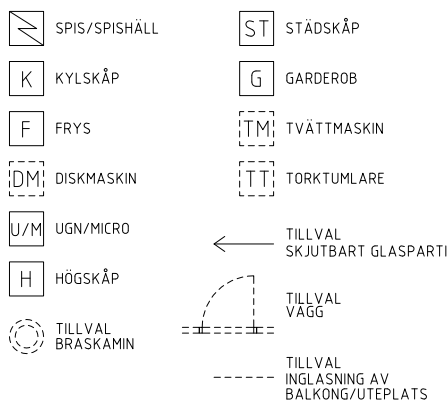 SPIS/SPISHÄLL
K KYLSKÅP
F FRYS
DM DISKMASKIN
U/M UGN/MICRO
H HÖGSKÅP
TILLVAL
BRASKAMIN
ST STÄDSKÅP
G GARDEROB
TM TVÄTTMASKIN
TT TORKTUMLARE
TILLVAL
SKJUTBART GLASPARTI
TILLVAL
VÄGG
TILLVAL
INGLASNING AV
BALKONG/UTEPLATS